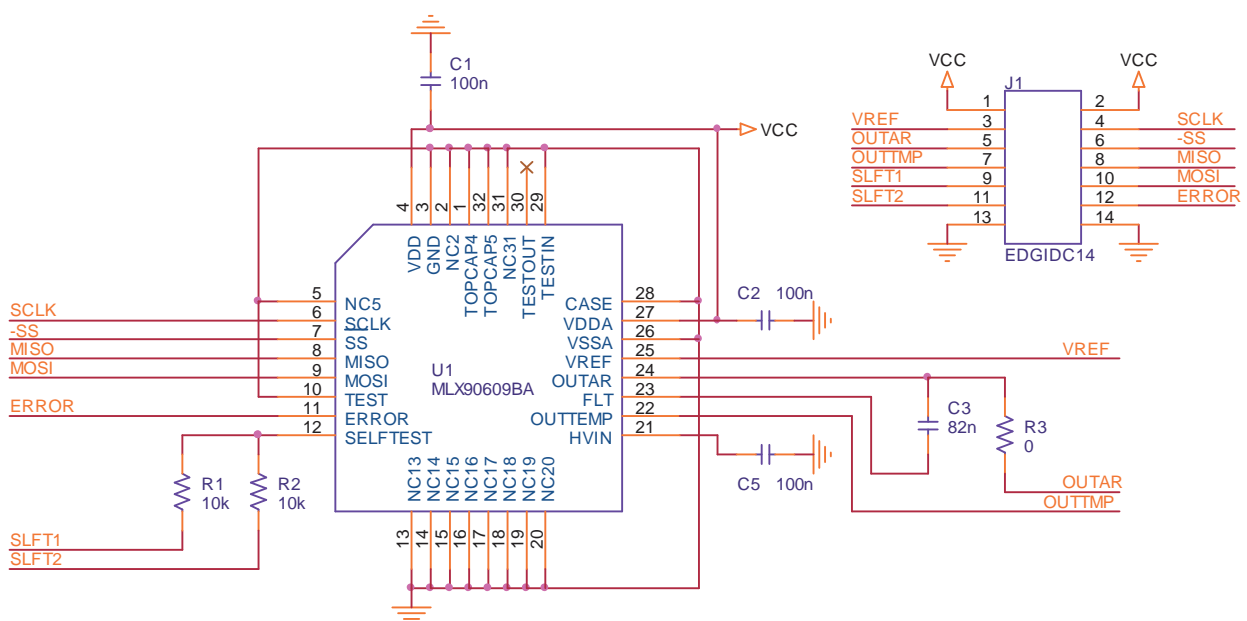 C1
100n
VCC
VCC
VCC
J1
1
2
VREF
3
4
SCLK
OUTAR
5
6
-SS
OUTTMP
7
8
MISO
SLFT1
9
10
MOSI
SLFT2
11
12
ERROR
13
14
EDGIDC14
4
3
2
1
32
31
30
29
VDD
GND
NC2
TOPCAP4
TOPCAP5
NC31
TESTOUT
TESTIN
5
NC5
SCLK
6
SCLK
-SS
7
SS
MISO
8
MISO
MOSI
9
MOSI
10
TEST
ERROR
11
ERROR
12
SELFTEST
U1
MLX90609BA
CASE
28
VDDA
27
VSSA
26
VREF
25
VREF
OUTAR
24
FLT
23
OUTTEMP
22
HVIN
21
C2
100n
C5
100n
C3
82n
R3
0
OUTAR
OUTTMP
NC13
NC14
NC15
NC16
NC17
NC18
NC19
NC20
13
14
15
16
17
18
19
20
R1
10k
R2
10k
SLFT1
SLFT2